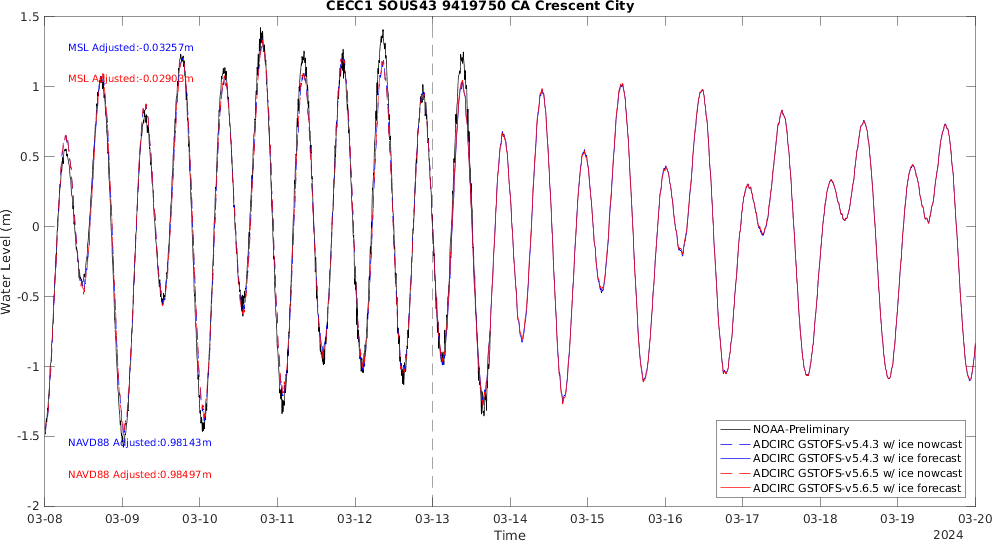 CECC1 SOUS43 9419750 CA Crescent City
1.5
MSL Adjusted:-0.03257m
MSL Adjusted:-0.02903m
1
0.5
0
Water Level (m)
-0.5
-1
-1.5
NAVD88 Adjusted:0.98143m
NAVD88 Adjusted:0.98497m
-2
NOAA-Preliminary
ADCIRC GSTOFS-v5.4.3 w/ ice nowcast
ADCIRC GSTOFS-v5.4.3 w/ ice forecast
ADCIRC GSTOFS-v5.6.5 w/ ice nowcast
ADCIRC GSTOFS-v5.6.5 w/ ice forecast
03-08 03-09 03-10 03-11 03-12 03-13 03-14 03-15 03-16 03-17 03-18 03-19 03-20
Time
2024